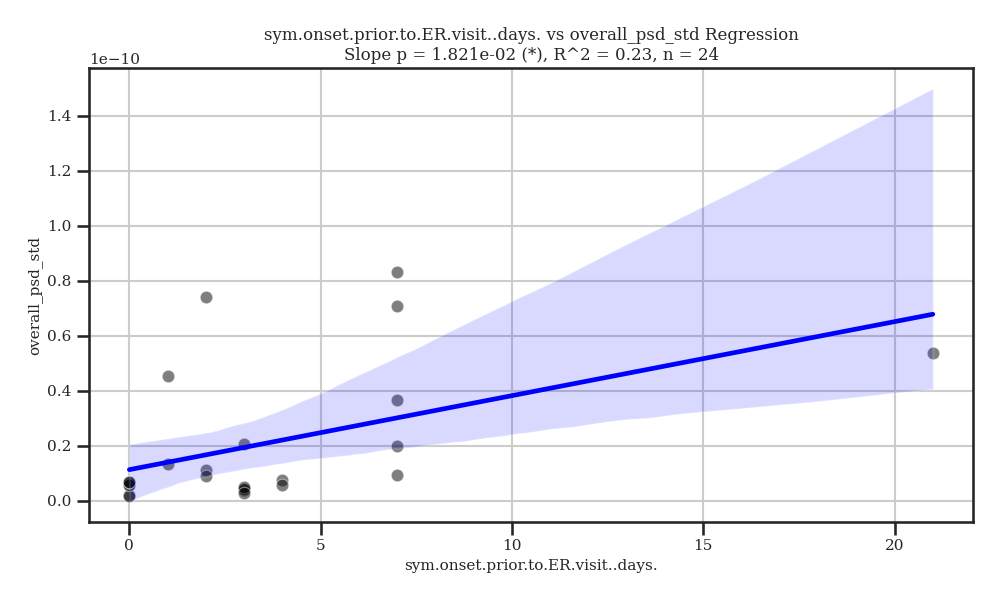 sym.onset.prior.to.ER.visit..days. vs overall_psd_std Regression
Slope p = 1.821e-02 (*), R^2 = 0.23, n = 24
1e−10
1.4
1.2
1.0
0.8
0.6
0.4
0.2
0.0
overall_psd_std
0 5 10 15 20
sym.onset.prior.to.ER.visit..days.